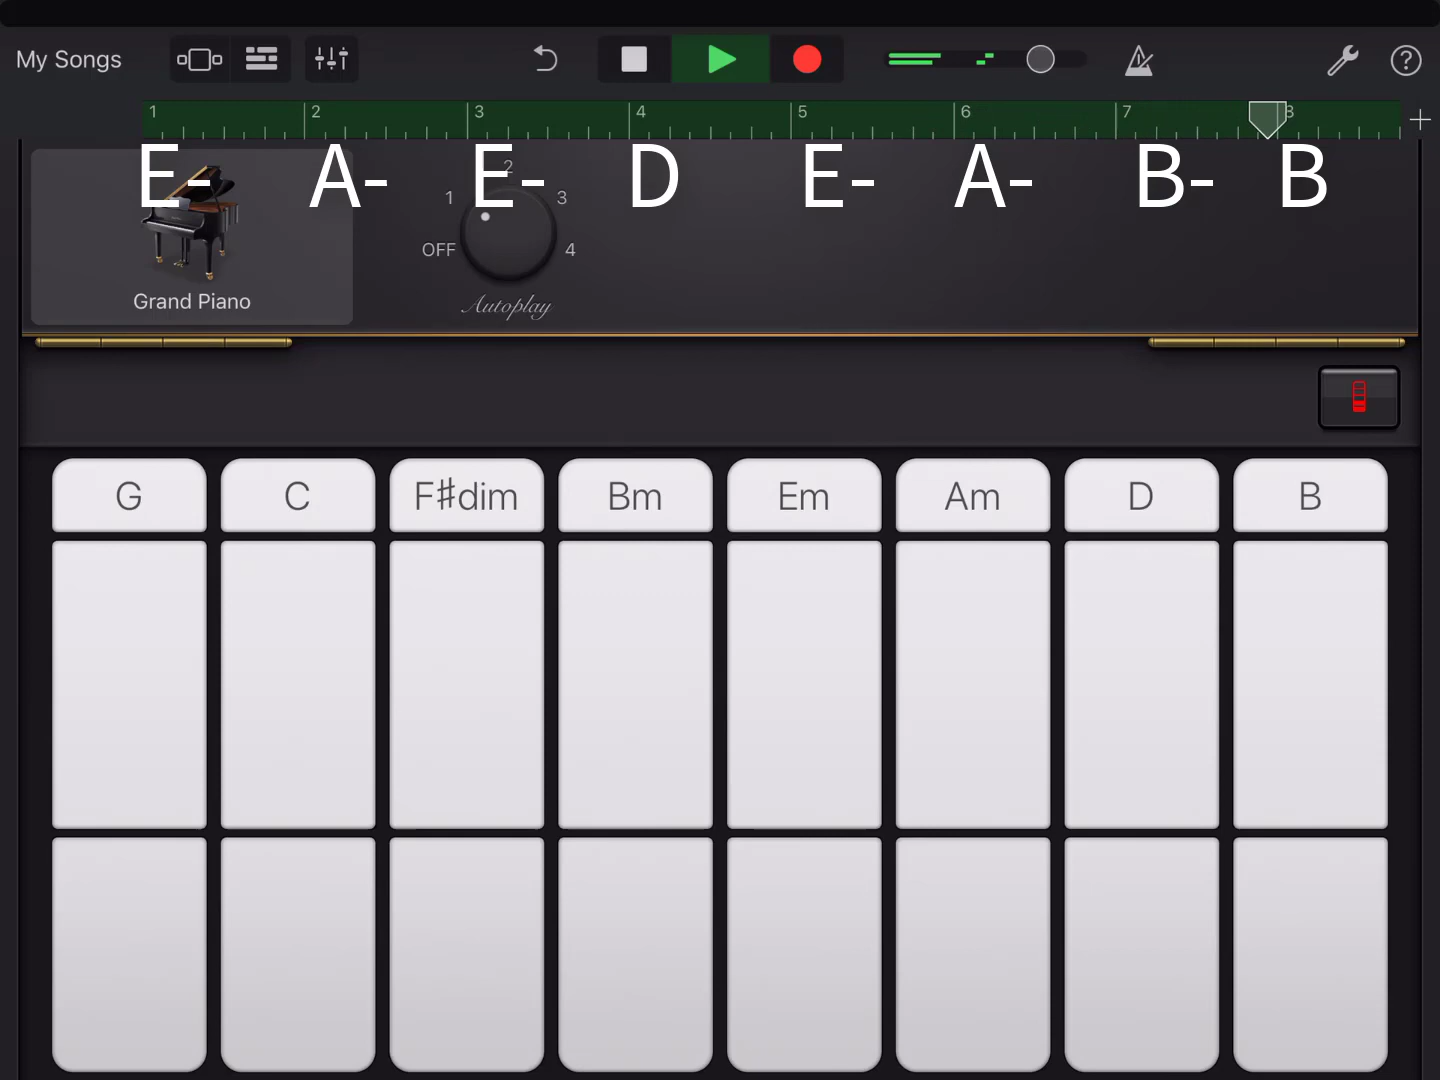 My Songs
1 2 3 4 5 6 7 8
E- A- E- D E- A- B- B
OFF 1 2 3 4
Grand Piano
Autoplay
G C F♯dim Bm Em Am D B